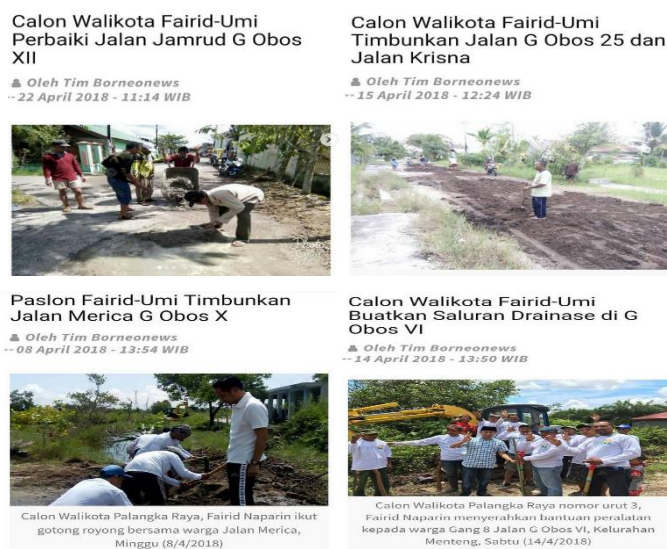 Calon Walikota Fairid-Umi
Perbaiki Jalan Jamrud G Obos
XII
Oleh Tim Borneonews
-- 22 April 2018 - 11:14 WIB
Calon Walikota Fairid-Umi
Timbunkan Jalan G Obos 25 dan
Jalan Krisna
Oleh Tim Borneonews
-- 15 April 2018 - 12:24 WIB
Paslon Fairid-Umi Timbunkan
Jalan Merica G Obos X
Oleh Tim Borneonews
-- 08 April 2018 - 13:54 WIB
Calon Walikota Palangka Raya, Fairid Naparin ikut
gotong royong bersama warga Jalan Merica,
Minggu (8/4/2018)
Calon Walikota Fairid-Umi
Buatkan Saluran Drainase di G
Obos VI
Oleh Tim Borneonews
-- 14 April 2018 - 13:50 WIB
Calon Walikota Palangka Raya nomor urut 3,
Fairid Naparin menyerahkan bantuan peralatan
kepada warga Gang 8 Jalan G Obos VI, Kelurahan
Menteng, Sabtu (14/4/2018)